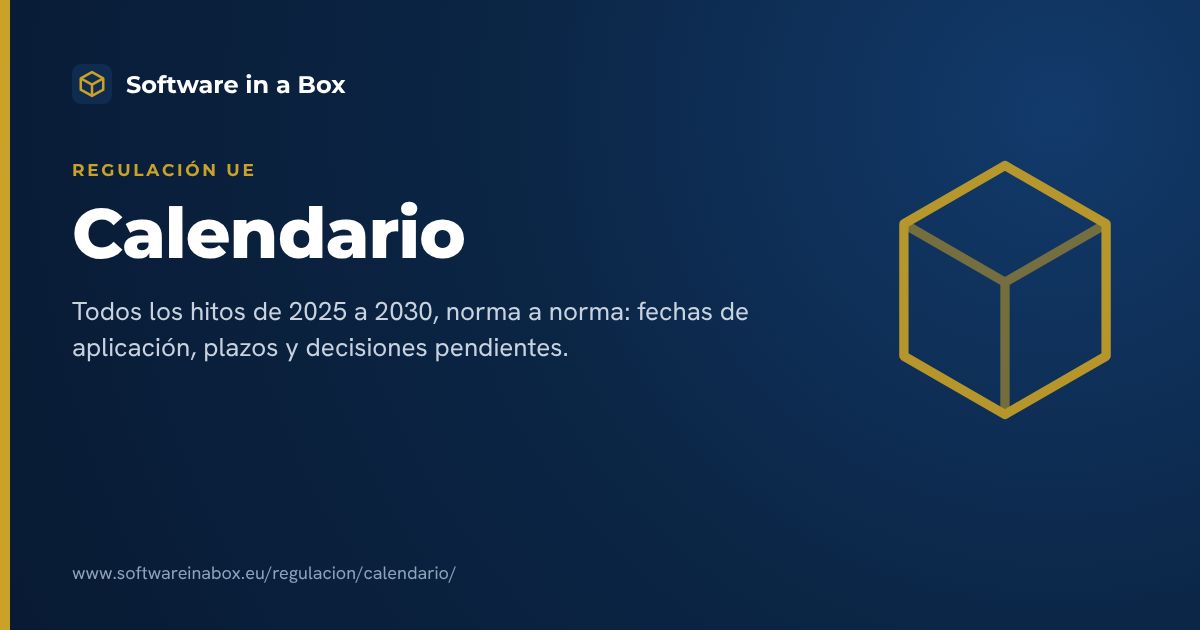 Software in a Box
REGULACIÓN UE
Calendario
Todos los hitos de 2025 a 2030, norma a norma: fechas de
aplicación, plazos y decisiones pendientes.
www.softwareinabox.eu/regulacion/calendario/